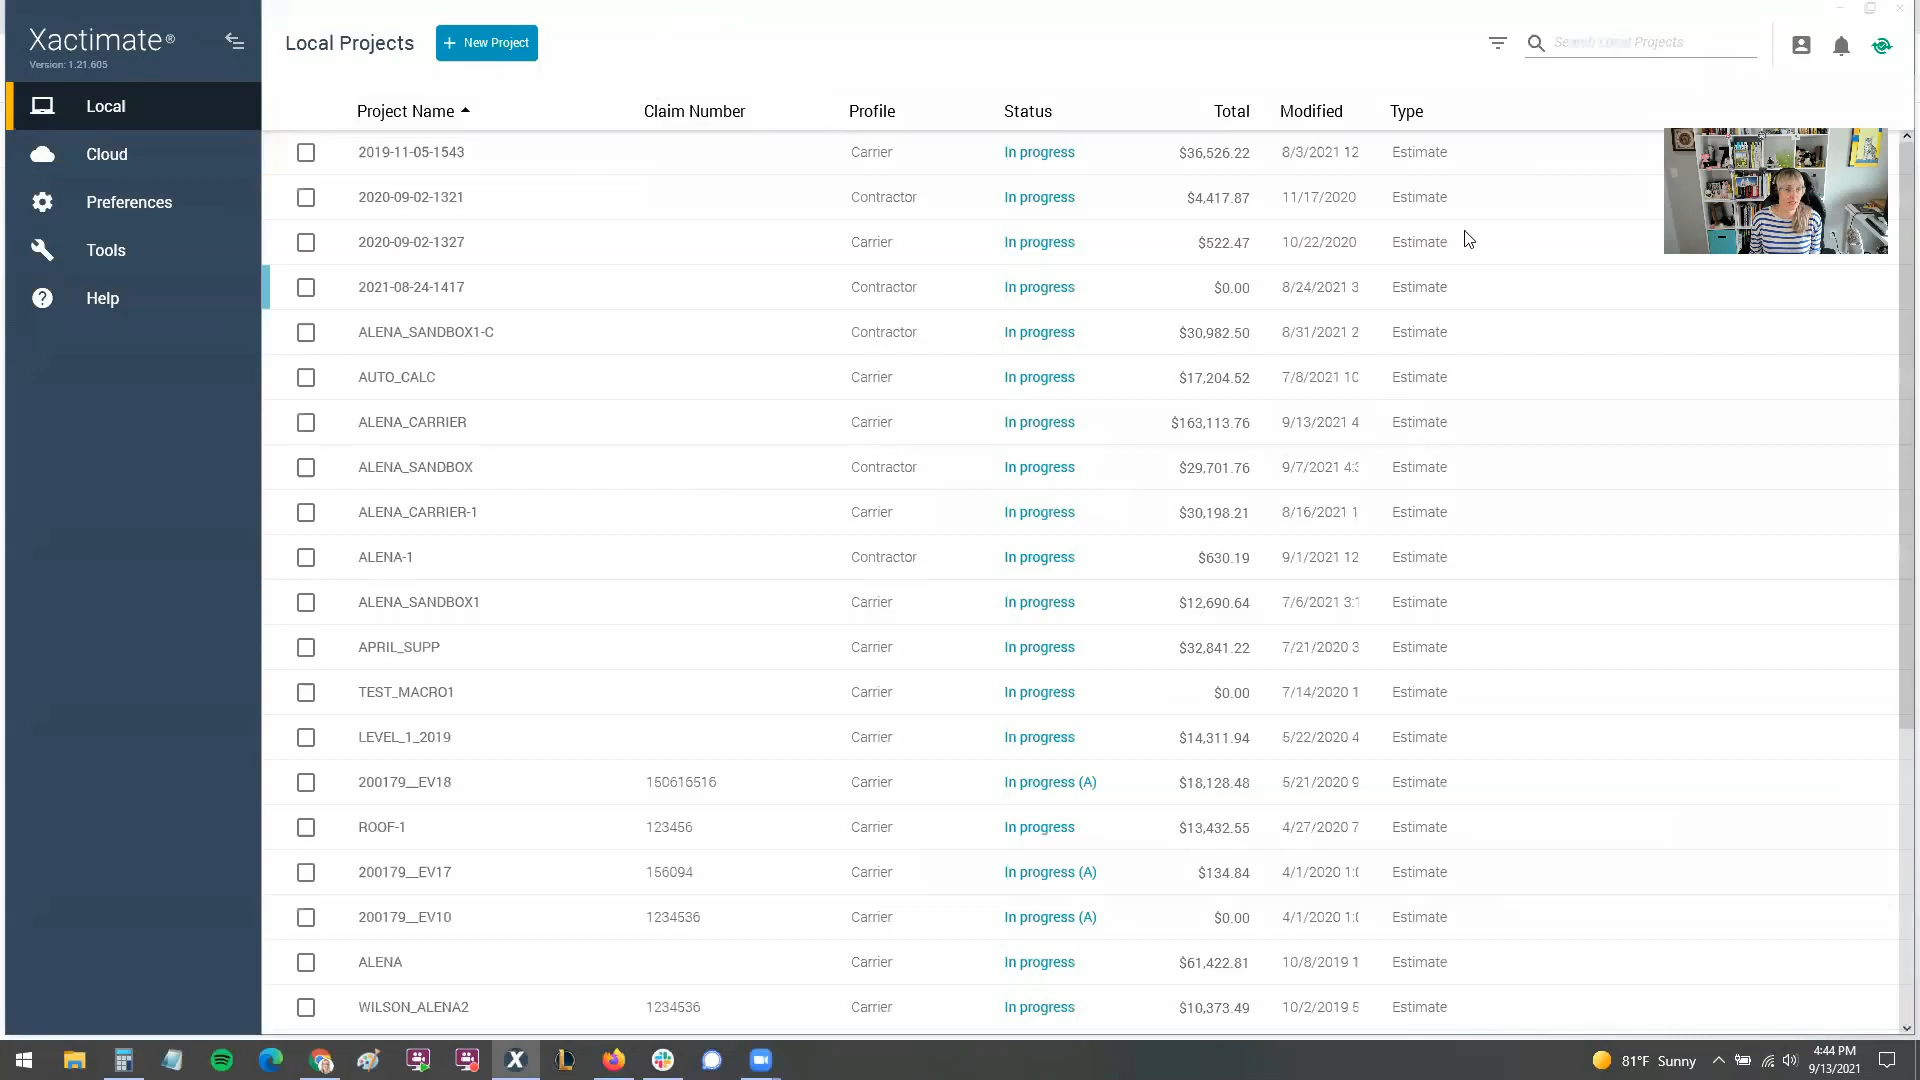 Xactimate®
Version: 1.21.605
Local
Cloud
Preferences
Tools
Help
Local Projects
+ New Project
Search Local Projects
Project Name Claim Number Profile Status Total Modified Type
2019-11-05-1543 Carrier In progress $36,526.22 8/3/2021 12 Estimate
2020-09-02-1321 Contractor In progress $4,417.87 11/17/2020 Estimate
2020-09-02-1327 Carrier In progress $522.47 10/22/2020 Estimate
2021-08-24-1417 Contractor In progress $0.00 8/24/2021 3 Estimate
ALENA_SANDBOX1-C Contractor In progress $30,982.50 8/31/2021 2 Estimate
AUTO_CALC Carrier In progress $17,204.52 7/8/2021 10 Estimate
ALENA_CARRIER Carrier In progress $163,113.76 9/13/2021 4 Estimate
ALENA_SANDBOX Contractor In progress $29,701.76 9/7/2021 4:3 Estimate
ALENA_CARRIER-1 Carrier In progress $30,198.21 8/16/2021 1 Estimate
ALENA-1 Contractor In progress $630.19 9/1/2021 12 Estimate
ALENA_SANDBOX1 Carrier In progress $12,690.64 7/6/2021 3:1 Estimate
APRIL_SUPP Carrier In progress $32,841.22 7/21/2020 3 Estimate
TEST_MACRO1 Carrier In progress $0.00 7/14/2020 1 Estimate
LEVEL_1_2019 Carrier In progress $14,311.94 5/22/2020 4 Estimate
200179__EV18 150616516 Carrier In progress (A) $18,128.48 5/21/2020 9 Estimate
ROOF-1 123456 Carrier In progress $13,432.55 4/27/2020 7 Estimate
200179__EV17 156094 Carrier In progress (A) $134.84 4/1/2020 1:0 Estimate
200179__EV10 1234536 Carrier In progress (A) $0.00 4/1/2020 1:0 Estimate
ALENA Carrier In progress $61,422.81 10/8/2019 1 Estimate
WILSON_ALENA2 1234536 Carrier In progress $10,373.49 10/2/2019 5 Estimate
81°F Sunny
4:44 PM
9/13/2021